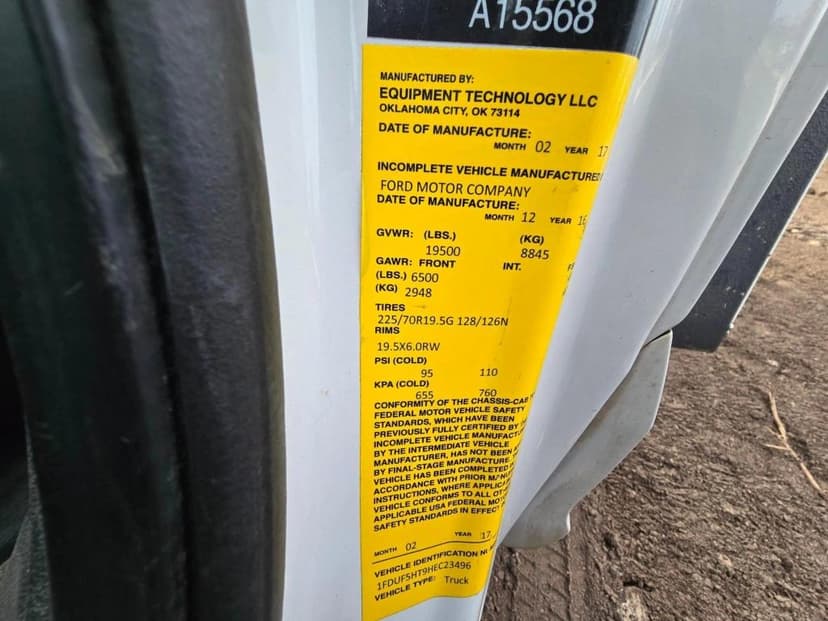 A15568
MANUFACTURED BY:
EQUIPMENT TECHNOLOGY LLC
OKLAHOMA CITY, OK 73114
DATE OF MANUFACTURE:
MONTH 02 YEAR 17
INCOMPLETE VEHICLE MANUFACTURED
FORD MOTOR COMPANY
DATE OF MANUFACTURE:
MONTH 12 YEAR 16
GVWR: (LBS.) (KG)
19500 8845
GAWR: FRONT INT.
(LBS.) 6500
(KG) 2948
TIRES
225/70R19.5G 128/126N
RIMS
19.5X6.0RW
PSI (COLD)
95 110
KPA (COLD)
655 760
CONFORMITY OF THE CHASSIS-CAB
FEDERAL MOTOR VEHICLE SAFETY
STANDARDS, WHICH HAVE BEEN
PREVIOUSLY FULLY CERTIFIED BY
INCOMPLETE VEHICLE
BY THE INTERMEDIATE VEHICLE
MANUFACTURER, HAS NOT BEEN
BY FINAL-STAGE MANUFACTURE
VEHICLE HAS BEEN COMPLETED
ACCORDANCE WITH PRIOR
INSTRUCTIONS, WHERE
VEHICLE CONFORMS TO ALL
APPLICABLE USA FEDERAL
SAFETY STANDARDS IN EFFECT
MONTH 02 YEAR 17
VEHICLE IDENTIFICATION
1FDUF5HT9HEC23496
VEHICLE TYPE: Truck